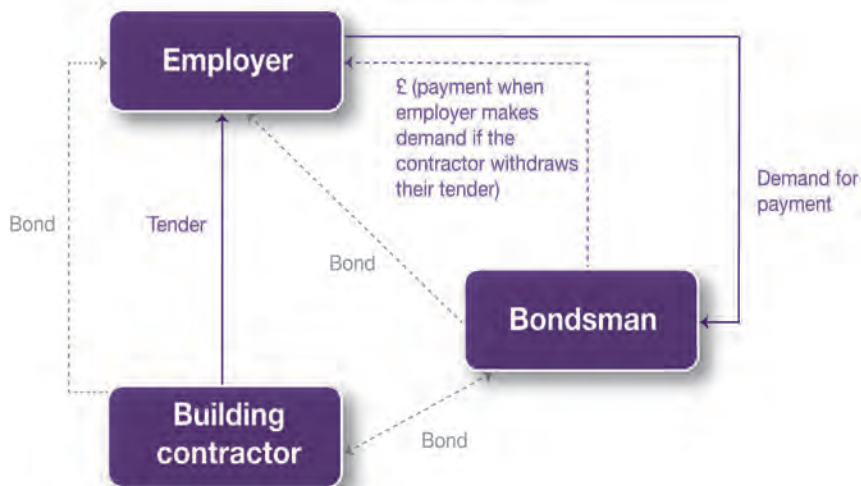 Employer
£ (payment when
employer makes
demand if the
contractor withdraws
their tender)
Demand for
payment
Bond
Tender
Bond
Bondsman
Building
contractor
Bond